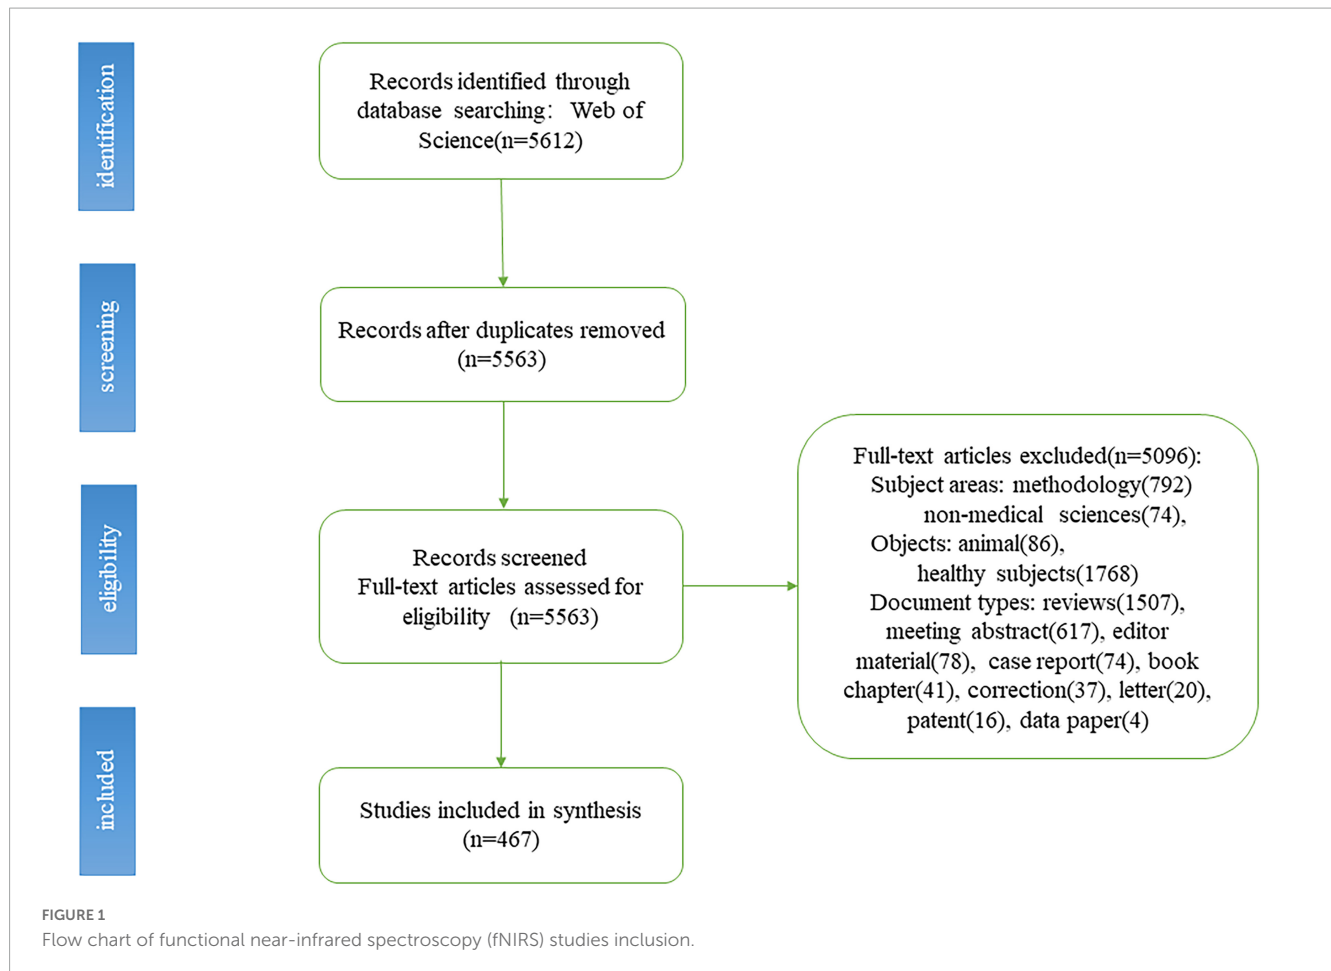 identification
Records identified through
database searching: Web of
Science(n=5612)
screening
Records after duplicates removed
(n=5563)
eligibility
Records screened
Full-text articles assessed for
eligibility (n=5563)
Full-text articles excluded(n=5096):
Subject areas: methodology(792)
non-medical sciences(74),
Objects: animal(86),
healthy subjects(1768)
Document types: reviews(1507),
meeting abstract(617), editor
material(78), case report(74), book
chapter(41), correction(37), letter(20),
patent(16), data paper(4)
included
Studies included in synthesis
(n=467)
FIGURE 1
Flow chart of functional near-infrared spectroscopy (fNIRS) studies inclusion.